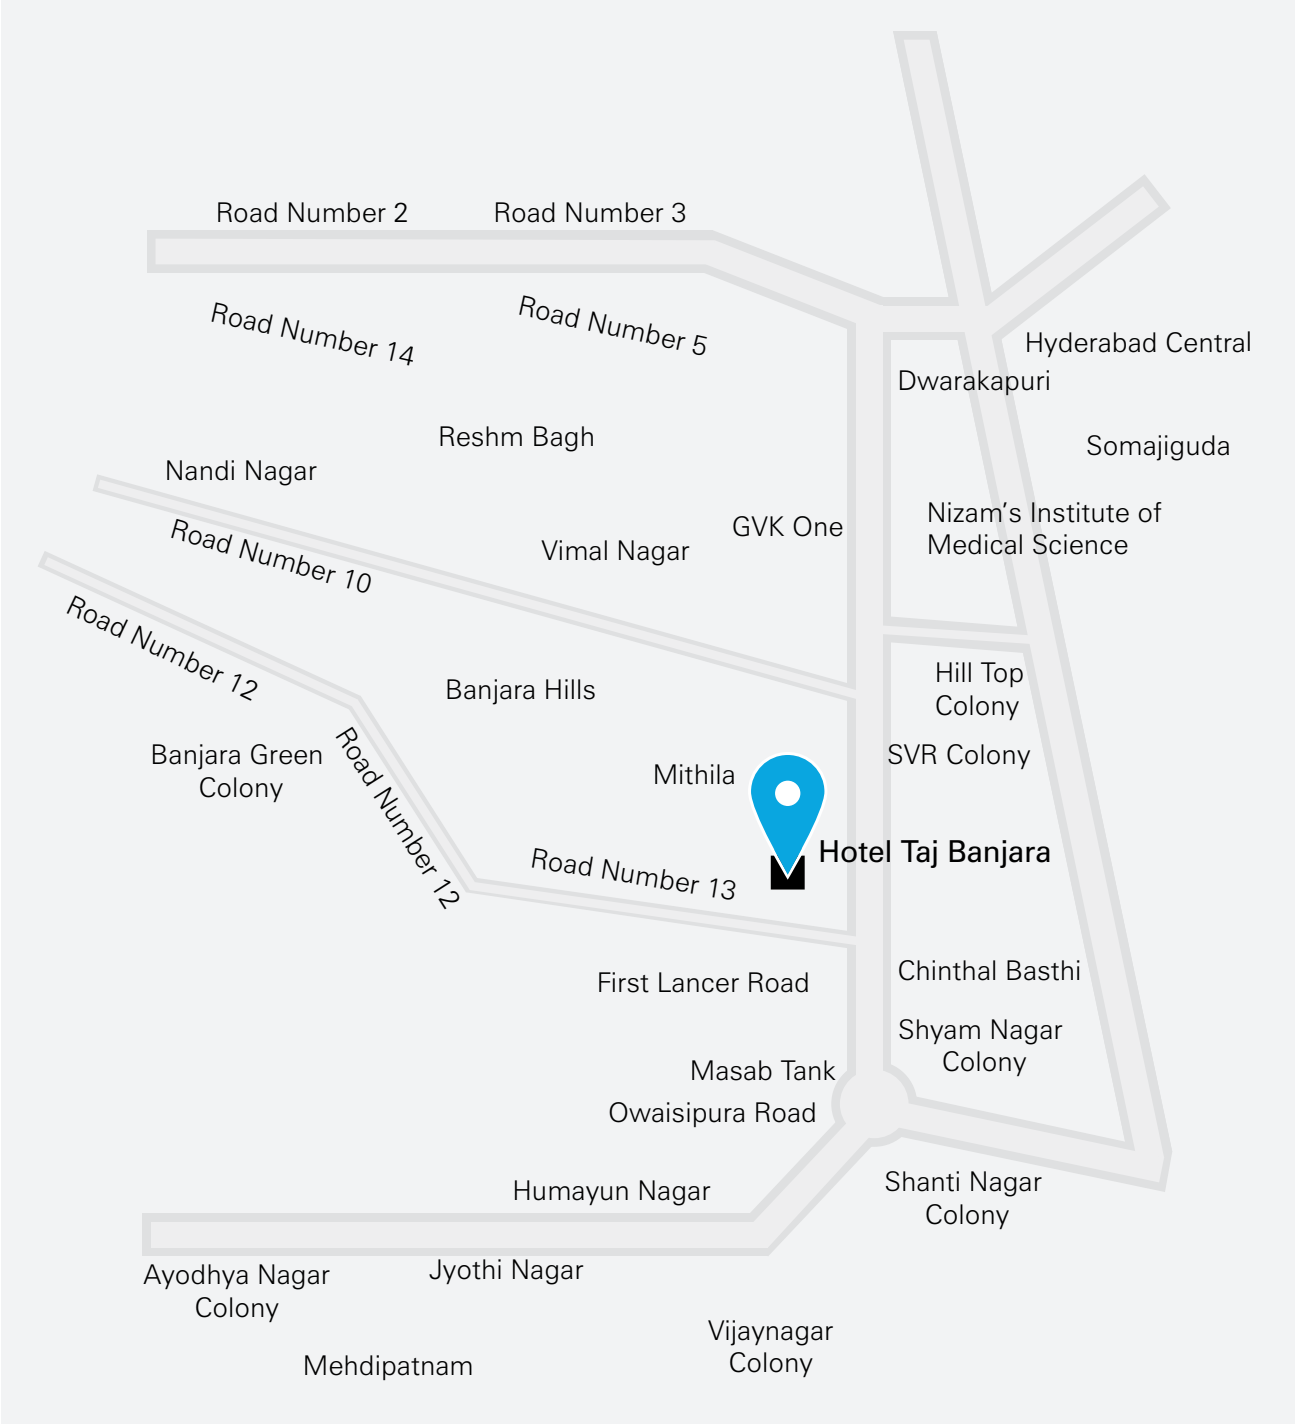 Road Number 2
Road Number 3
Road Number 14
Road Number 5
Hyderabad Central
Dwarakapuri
Reshm Bagh
Somajiguda
Nandi Nagar
Nizam’s Institute of
Medical Science
GVK One
Road Number 10
Vimal Nagar
Road Number 12
Banjara Hills
Hill Top
Colony
Banjara Green
Colony
Road Number 12
Mithila
SVR Colony
Hotel Taj Banjara
Road Number 13
First Lancer Road
Chinthal Basthi
Shyam Nagar
Colony
Masab Tank
Owaisipura Road
Humayun Nagar
Shanti Nagar
Colony
Ayodhya Nagar
Colony
Jyothi Nagar
Vijaynagar
Colony
Mehdipatnam